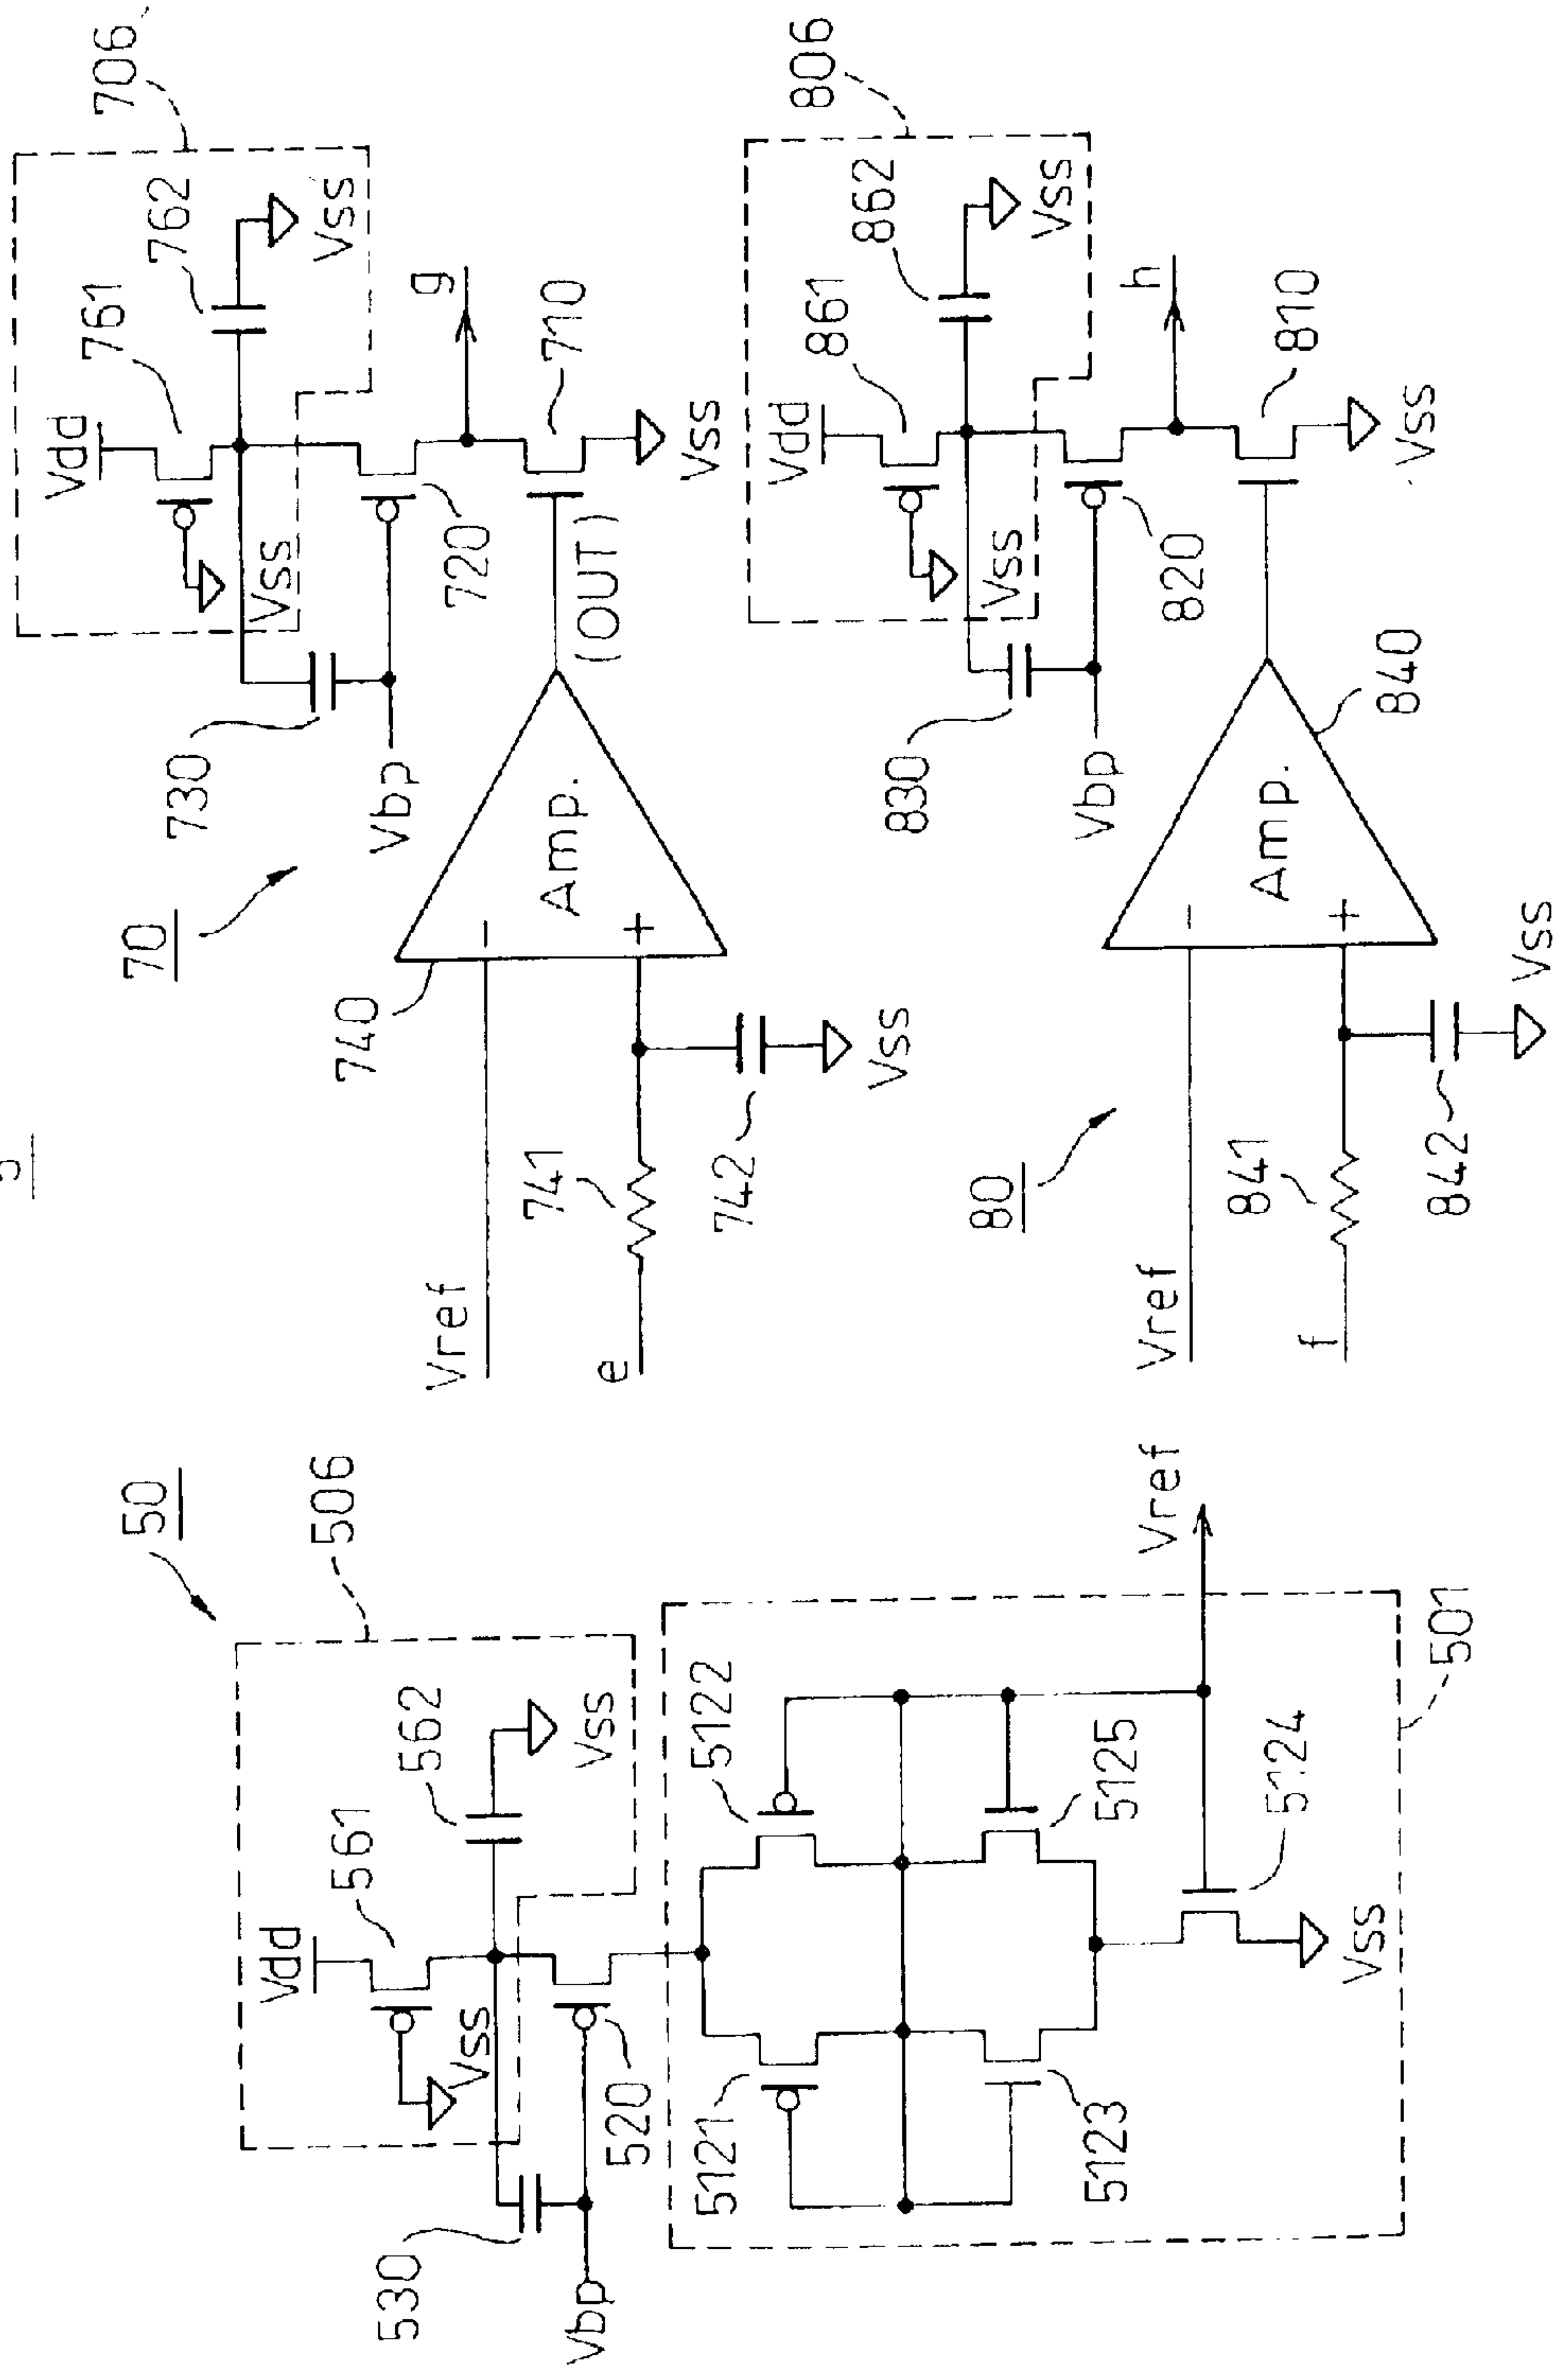 5
50
506
Vdd
561
562
Vss
Vss
530
520
Vbp
5121
5122
5123
5125
5124
Vss
501
Vref
70
706
Vdd
761
762
Vss
Vss
730
720
Vbp
g
710
Vss
(OUT)
740
Amp.
−
+
Vref
e
741
742
Vss
80
806
Vdd
861
862
Vss
Vss
830
820
Vbp
h
810
Vss
840
Amp.
−
+
Vref
f
841
842
Vss